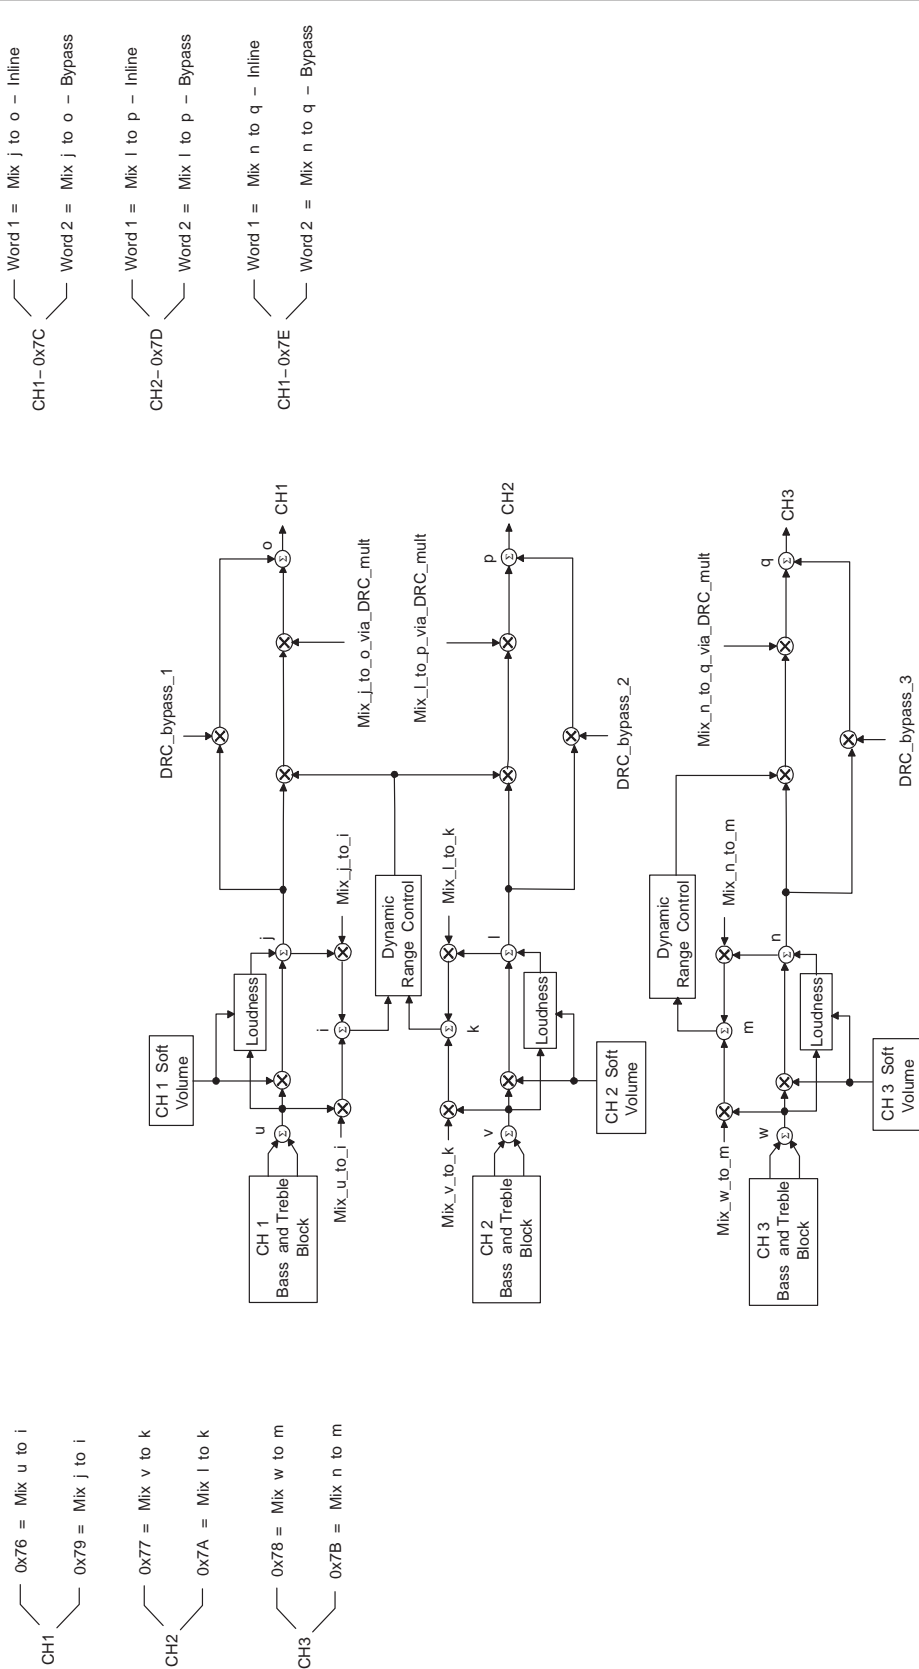 CH1
0x76 = Mix u to i
0x79 = Mix j to i
CH2
0x77 = Mix v to k
0x7A = Mix l to k
CH3
0x78 = Mix w to m
0x7B = Mix n to m
CH 1 Soft
Volume
Loudness
CH 1
Bass and Treble
Block
u
Σ
j
Σ
DRC_bypass_1
o
Σ
CH1
Mix_u_to_i
i
Σ
Mix_j_to_i
Mix_j_to_o_via_DRC_mult
Dynamic
Range Control
Mix_v_to_k
k
Σ
Mix_l_to_k
Mix_l_to_p_via_DRC_mult
CH 2
Bass and Treble
Block
v
Σ
l
Σ
p
Σ
CH2
Loudness
CH 2 Soft
Volume
DRC_bypass_2
Dynamic
Range Control
Mix_w_to_m
m
Σ
Mix_n_to_m
Mix_n_to_q_via_DRC_mult
CH 3
Bass and Treble
Block
w
Σ
n
Σ
q
Σ
CH3
Loudness
CH 3 Soft
Volume
DRC_bypass_3
CH1–0x7C
Word 1 = Mix j to o – Inline
Word 2 = Mix j to o – Bypass
CH2–0x7D
Word 1 = Mix l to p – Inline
Word 2 = Mix l to p – Bypass
CH1–0x7E
Word 1 = Mix n to q – Inline
Word 2 = Mix n to q – Bypass